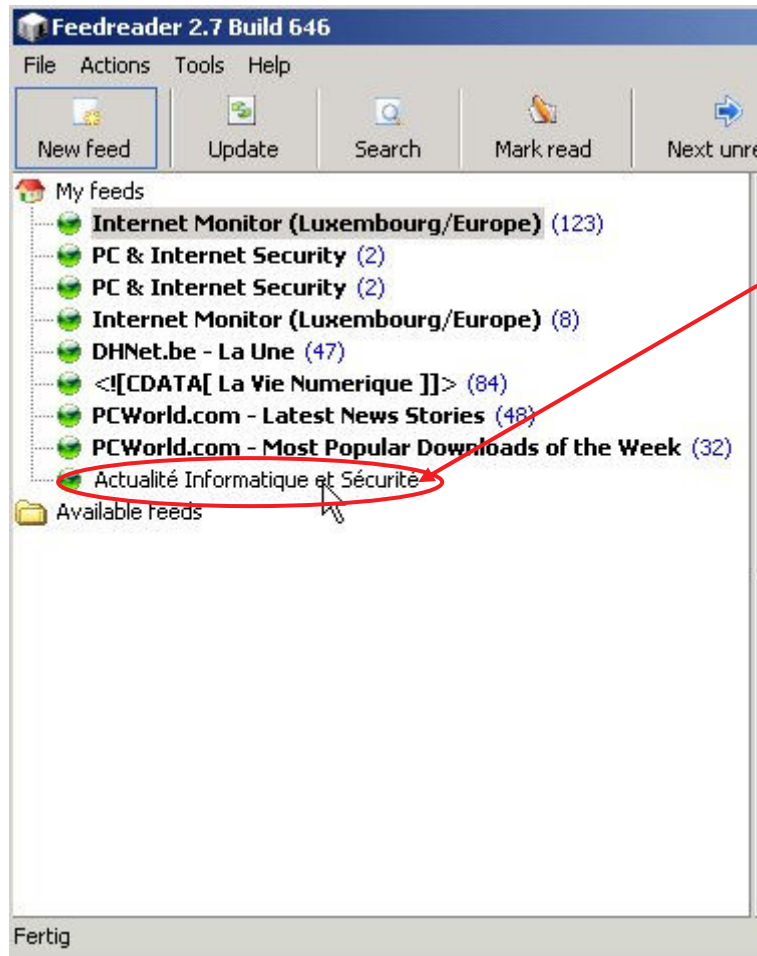 Feedreader 2.7 Build 646
File Actions Tools Help
New feed Update Search Mark read Next unre
My feeds
Internet Monitor (Luxembourg/Europe) (123)
PC & Internet Security (2)
PC & Internet Security (2)
Internet Monitor (Luxembourg/Europe) (8)
DHNet.be - La Une (47)
<![CDATA[ La Vie Numerique ]]> (84)
PCWorld.com - Latest News Stories (48)
PCWorld.com - Most Popular Downloads of the Week (32)
Actualité Informatique et Sécurité
Available feeds
Fertig